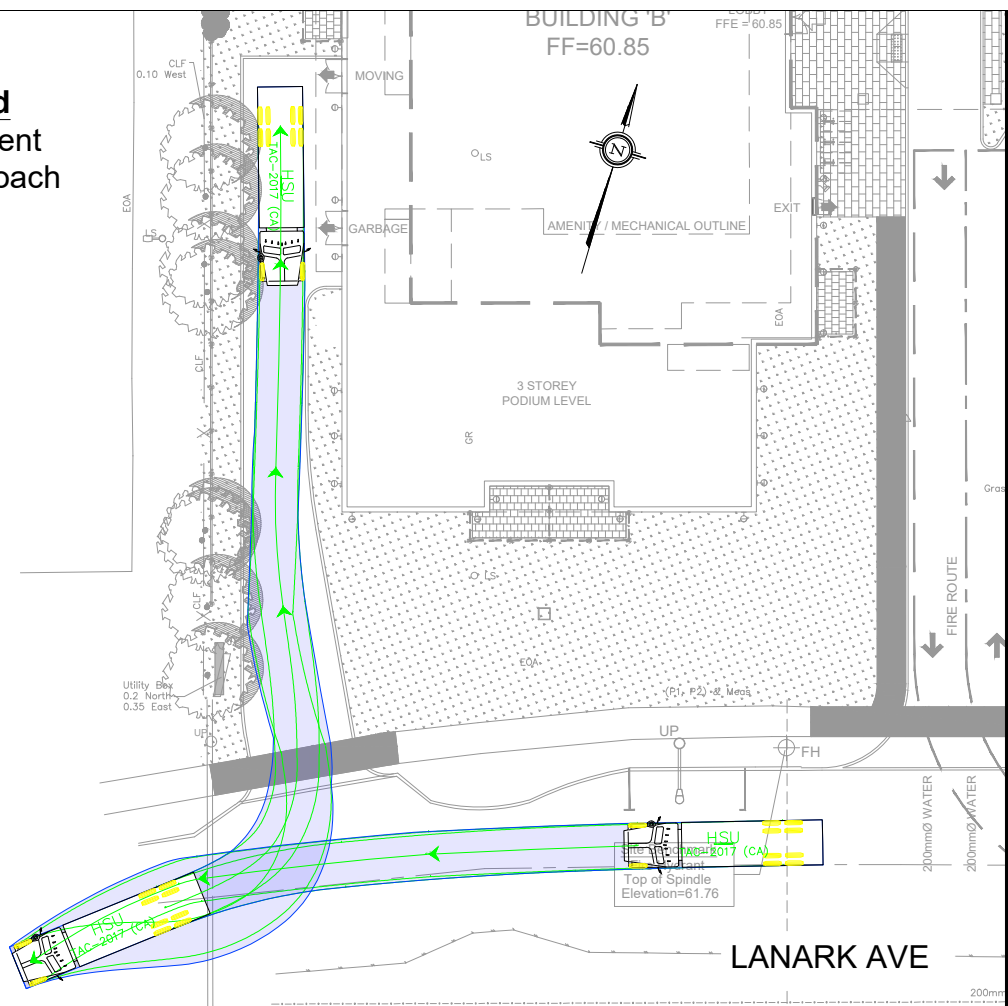 BUILDING 'B'
FF=60.85
FFE = 60.85
CLF
0.10 West
MOVING
d
ent
oach
LS
N
EOA
HSU
TAC-2017 (CA)
LS
GARBAGE
AMENITY / MECHANICAL OUTLINE
EXIT
EOA
CLF
3 STOREY
PODIUM LEVEL
GR
Gras
LS
CLF
FIRE ROUTE
EOA
Utility Box
0.2 North
0.35 East
(P1, P2) & Meas
UP
UP
FH
200mmØ WATER
200mmØ WATER
HSU
TAC-2017 (CA)
Top of Spindle
Elevation=61.76
HSU
TAC-2017 (CA)
LANARK AVE
200mm